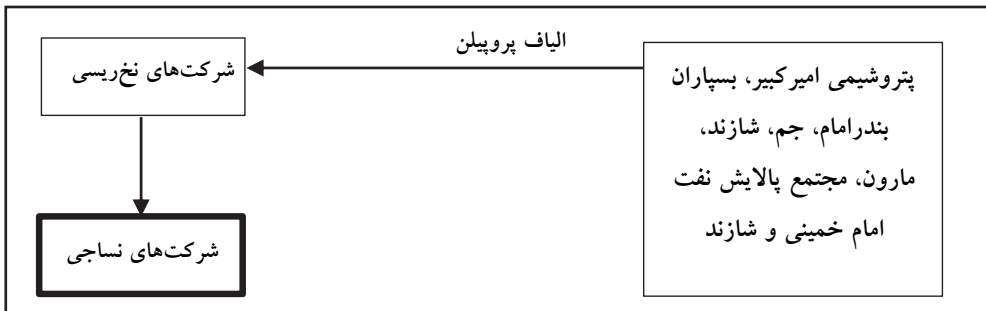 الیاف پروپیلن
پتروشیمی امیرکبیر، بسپاران
بندرامام، جم، شازند،
مارون، مجتمع پالایش نفت
امام خمینی و شازند
شرکت‌های نخ‌ریسی
شرکت‌های نساجی